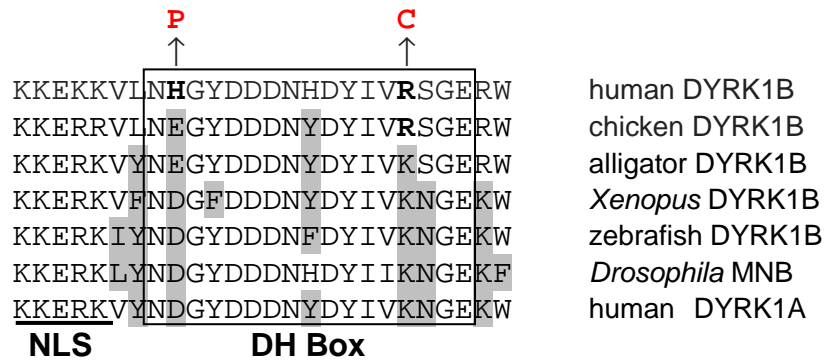 P C
↑ ↑
KKEKKVLNHGYDDDNHDYIVRSGERW human DYRK1B
KKERRVLNEGYDDDNYDYIVRSGERW chicken DYRK1B
KKERKVYNEGYDDDNYDYIVKSGERW alligator DYRK1B
KKERKVFNDGFDDDNYDYIVKNGEKW Xenopus DYRK1B
KKERKIYNDGYDDDNFDYIVKNGEKW zebrafish DYRK1B
KKERKLYNDGYDDDNHDYIIKNGEKF Drosophila MNB
KKERKVYNDGYDDDNYDYIVKNGEKW human DYRK1A
NLS DH Box